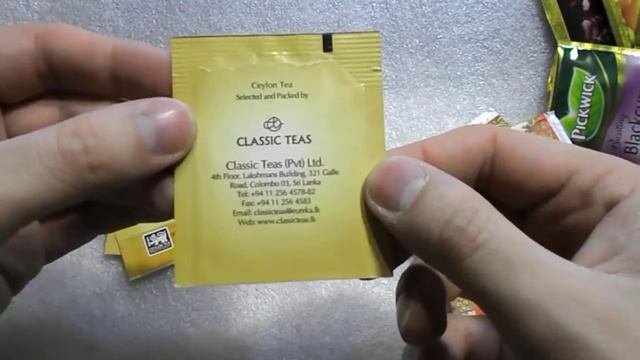 Ceylon Tea
Selected and Packed by
CLASSIC TEAS
Classic Teas (Pvt) Ltd.
4th Floor, Lakshmans Building, 321 Galle
Road, Colombo 03, Sri Lanka
Tel: +94 11 256 4578-82
Fax: +94 11 256 4583
Email: classicteas@eureka.lk
Web: www.classicteas.lk
PICKWICK